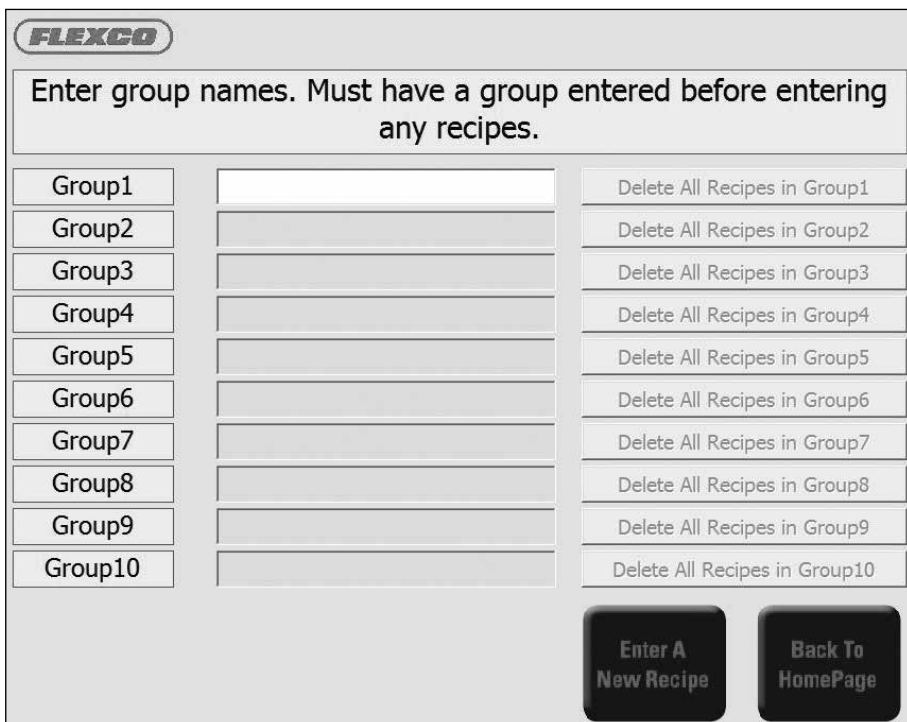 FLEXCO
Enter group names. Must have a group entered before entering
any recipes.
Group1
Delete All Recipes in Group1
Group2
Delete All Recipes in Group2
Group3
Delete All Recipes in Group3
Group4
Delete All Recipes in Group4
Group5
Delete All Recipes in Group5
Group6
Delete All Recipes in Group6
Group7
Delete All Recipes in Group7
Group8
Delete All Recipes in Group8
Group9
Delete All Recipes in Group9
Group10
Delete All Recipes in Group10
Enter A
New Recipe
Back To
HomePage